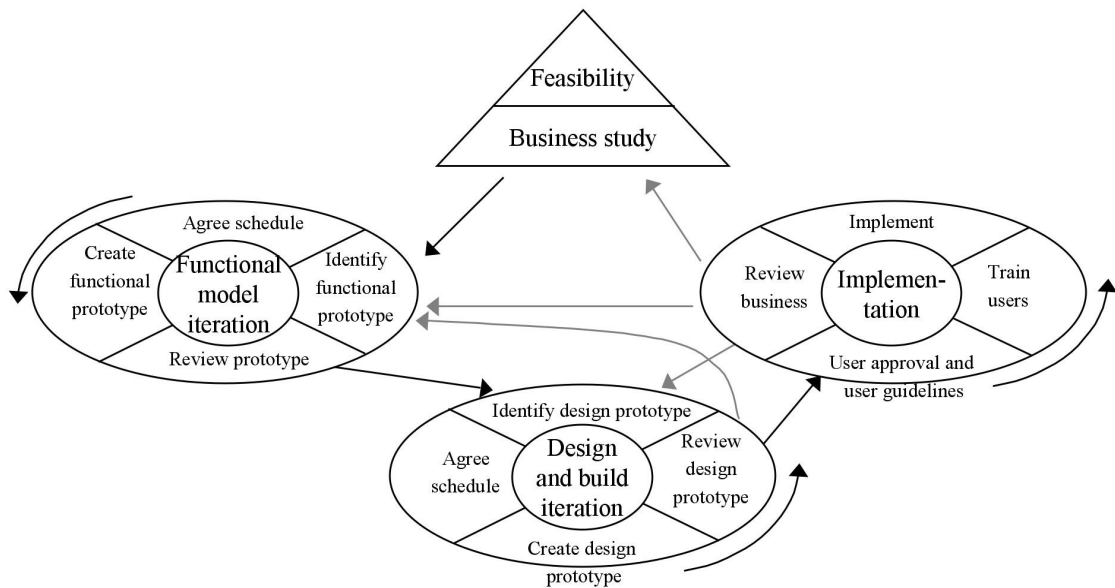 Feasibility
Business study
Agree schedule
Create
functional
prototype
Functional
model
iteration
Identify
functional
prototype
Review prototype
Implement
Review
business
Implemen-
tation
Train
users
User approval and
user guidelines
Identify design prototype
Agree
schedule
Design
and build
iteration
Review
design
prototype
Create design
prototype